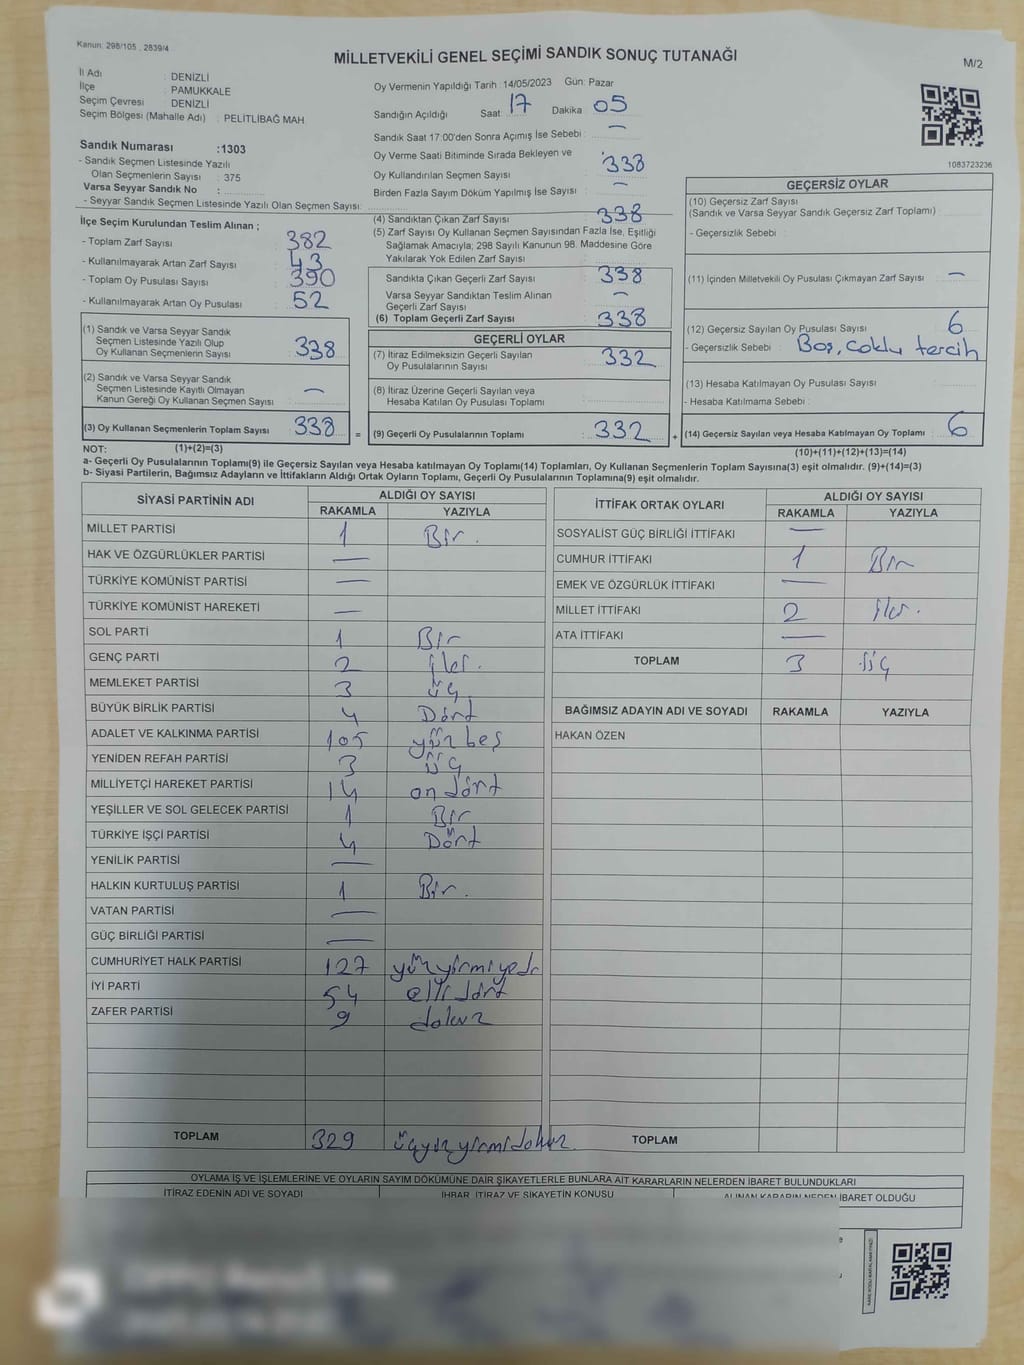 Kanun: 298/105 , 2839/4
MİLLETVEKİLİ GENEL SEÇİMİ SANDIK SONUÇ TUTANAĞI
M/2
İl Adı : DENİZLİ
İlçe : PAMUKKALE
Seçim Çevresi : DENİZLİ
Seçim Bölgesi (Mahalle Adı) : PELİTLİBAĞ MAH
Sandık Numarası :1303
- Sandık Seçmen Listesinde Yazılı
Olan Seçmenlerin Sayısı : 375
Varsa Seyyar Sandık No :
- Seyyar Sandık Seçmen Listesinde Yazılı Olan Seçmen Sayısı:
Oy Vermenin Yapıldığı Tarih : 14/05/2023 Gün: Pazar
Sandığın Açıldığı Saat : 17 Dakika : 05
Sandık Saat 17:00'den Sonra Açımış İse Sebebi : —
Oy Verme Saati Bitiminde Sırada Bekleyen ve
Oy Kullandırılan Seçmen Sayısı : 338
Birden Fazla Sayım Döküm Yapılmış İse Sayısı : —
1083723236
İlçe Seçim Kurulundan Teslim Alınan ;
- Toplam Zarf Sayısı : 382
- Kullanılmayarak Artan Zarf Sayısı : 43
- Toplam Oy Pusulası Sayısı : 390
- Kullanılmayarak Artan Oy Pusulası : 52
(1) Sandık ve Varsa Seyyar Sandık
Seçmen Listesinde Yazılı Olup
Oy Kullanan Seçmenlerin Sayısı : 338
(2) Sandık ve Varsa Seyyar Sandık
Seçmen Listesinde Kayıtlı Olmayan
Kanun Gereği Oy Kullanan Seçmen Sayısı : —
(3) Oy Kullanan Seçmenlerin Toplam Sayısı : 338 =
(4) Sandıktan Çıkan Zarf Sayısı : 338
(5) Zarf Sayısı Oy Kullanan Seçmen Sayısından Fazla İse, Eşitliği
Sağlamak Amacıyla; 298 Sayılı Kanunun 98. Maddesine Göre
Yakılarak Yok Edilen Zarf Sayısı :
Sandıkta Çıkan Geçerli Zarf Sayısı : 338
Varsa Seyyar Sandıktan Teslim Alınan
Geçerli Zarf Sayısı : —
(6) Toplam Geçerli Zarf Sayısı : 338
GEÇERLİ OYLAR
(7) İtiraz Edilmeksizin Geçerli Sayılan
Oy Pusulalarının Sayısı : 332
(8) İtiraz Üzerine Geçerli Sayılan veya
Hesaba Katılan Oy Pusulası Toplamı :
(9) Geçerli Oy Pusulalarının Toplamı : 332 +
GEÇERSİZ OYLAR
(10) Geçersiz Zarf Sayısı
(Sandık ve Varsa Seyyar Sandık Geçersiz Zarf Toplamı) :
- Geçersizlik Sebebi :
(11) İçinden Milletvekili Oy Pusulası Çıkmayan Zarf Sayısı : —
(12) Geçersiz Sayılan Oy Pusulası Sayısı : 6
- Geçersizlik Sebebi : Boş, çoklu tercih
(13) Hesaba Katılmayan Oy Pusulası Sayısı :
- Hesaba Katılmama Sebebi :
(14) Geçersiz Sayılan veya Hesaba Katılmayan Oy Toplamı : 6
NOT: (1)+(2)=(3)
(10)+(11)+(12)+(13)=(14)
a- Geçerli Oy Pusulalarının Toplamı(9) ile Geçersiz Sayılan veya Hesaba katılmayan Oy Toplamı(14) Toplamları, Oy Kullanan Seçmenlerin Toplam Sayısına(3) eşit olmalıdır. (9)+(14)=(3)
b- Siyasi Partilerin, Bağımsız Adayların ve İttifakların Aldığı Ortak Oyların Toplamı, Geçerli Oy Pusulalarının Toplamına(9) eşit olmalıdır.
SİYASİ PARTİNİN ADI ALDIĞI OY SAYISI
RAKAMLA YAZIYLA
MİLLET PARTİSİ 1 Bir.
HAK VE ÖZGÜRLÜKLER PARTİSİ —
TÜRKİYE KOMÜNİST PARTİSİ —
TÜRKİYE KOMÜNİST HAREKETİ —
SOL PARTİ 1 Bir
GENÇ PARTİ 2 iki.
MEMLEKET PARTİSİ 3 üç
BÜYÜK BİRLİK PARTİSİ 4 Dört
ADALET VE KALKINMA PARTİSİ 105 yüzbeş
YENİDEN REFAH PARTİSİ 3 üç
MİLLİYETÇİ HAREKET PARTİSİ 14 on dört
YEŞİLLER VE SOL GELECEK PARTİSİ 1 Bir
TÜRKİYE İŞÇİ PARTİSİ 4 Dört
YENİLİK PARTİSİ —
HALKIN KURTULUŞ PARTİSİ 1 Bir.
VATAN PARTİSİ —
GÜÇ BİRLİĞİ PARTİSİ —
CUMHURİYET HALK PARTİSİ 127 yüzyirmiyedi
İYİ PARTİ 54 elli dört
ZAFER PARTİSİ 9 dokuz
TOPLAM 329 üçyüzyirmidokuz.
İTTİFAK ORTAK OYLARI ALDIĞI OY SAYISI
RAKAMLA YAZIYLA
SOSYALİST GÜÇ BİRLİĞİ İTTİFAKI —
CUMHUR İTTİFAKI 1 Bir
EMEK VE ÖZGÜRLÜK İTTİFAKI —
MİLLET İTTİFAKI 2 iki.
ATA İTTİFAKI —
TOPLAM 3 üç
BAĞIMSIZ ADAYIN ADI VE SOYADI RAKAMLA YAZIYLA
HAKAN ÖZEN
TOPLAM
OYLAMA İŞ VE İŞLEMLERİNE VE OYLARIN SAYIM DÖKÜMÜNE DAİR ŞİKAYETLERLE BUNLARA AİT KARARLARIN NELERDEN İBARET BULUNDUKLARI
İTİRAZ EDENİN ADI VE SOYADI
İHBAR, İTİRAZ VE ŞİKAYETİN KONUSU
ALINAN KARARIN NEDEN İBARET OLDUĞU